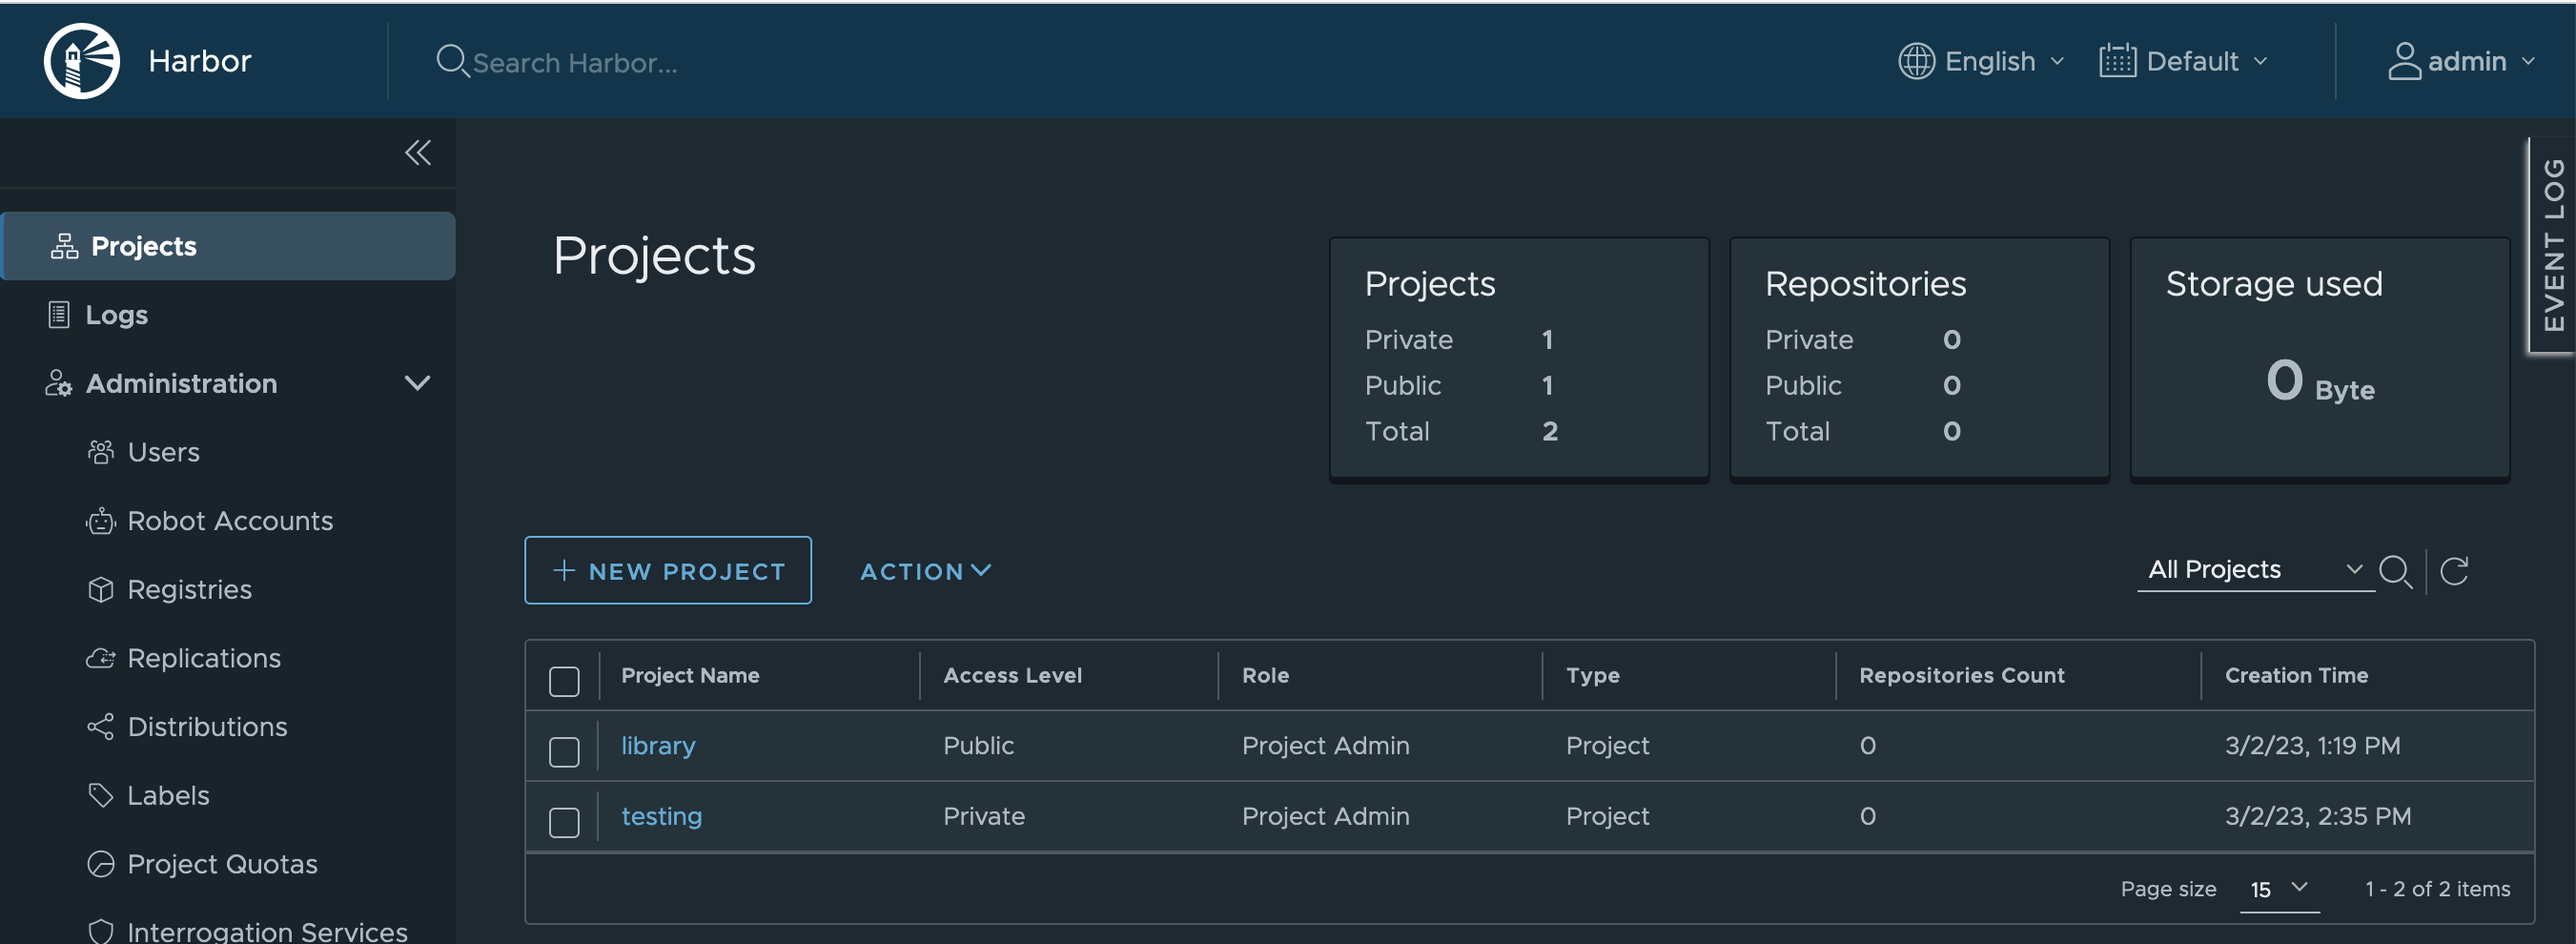 Harbor
Search Harbor...
English
Default
admin
EVENT LOG
Projects
Logs
Administration
Users
Robot Accounts
Registries
Replications
Distributions
Labels
Project Quotas
Interrogation Services
Projects
Projects
Private 1
Public 1
Total 2
Repositories
Private 0
Public 0
Total 0
Storage used
0 Byte
+ NEW PROJECT
ACTION
All Projects
Project Name Access Level Role Type Repositories Count Creation Time
library Public Project Admin Project 0 3/2/23, 1:19 PM
testing Private Project Admin Project 0 3/2/23, 2:35 PM
Page size 15 1 - 2 of 2 items